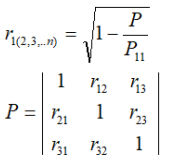 r₁₍₂,₃,..ₙ₎ = √(1 − P/P₁₁)
P = | 1 r₁₂ r₁₃ |
| r₂₁ 1 r₂₃ |
| r₃₁ r₃₂ 1 |